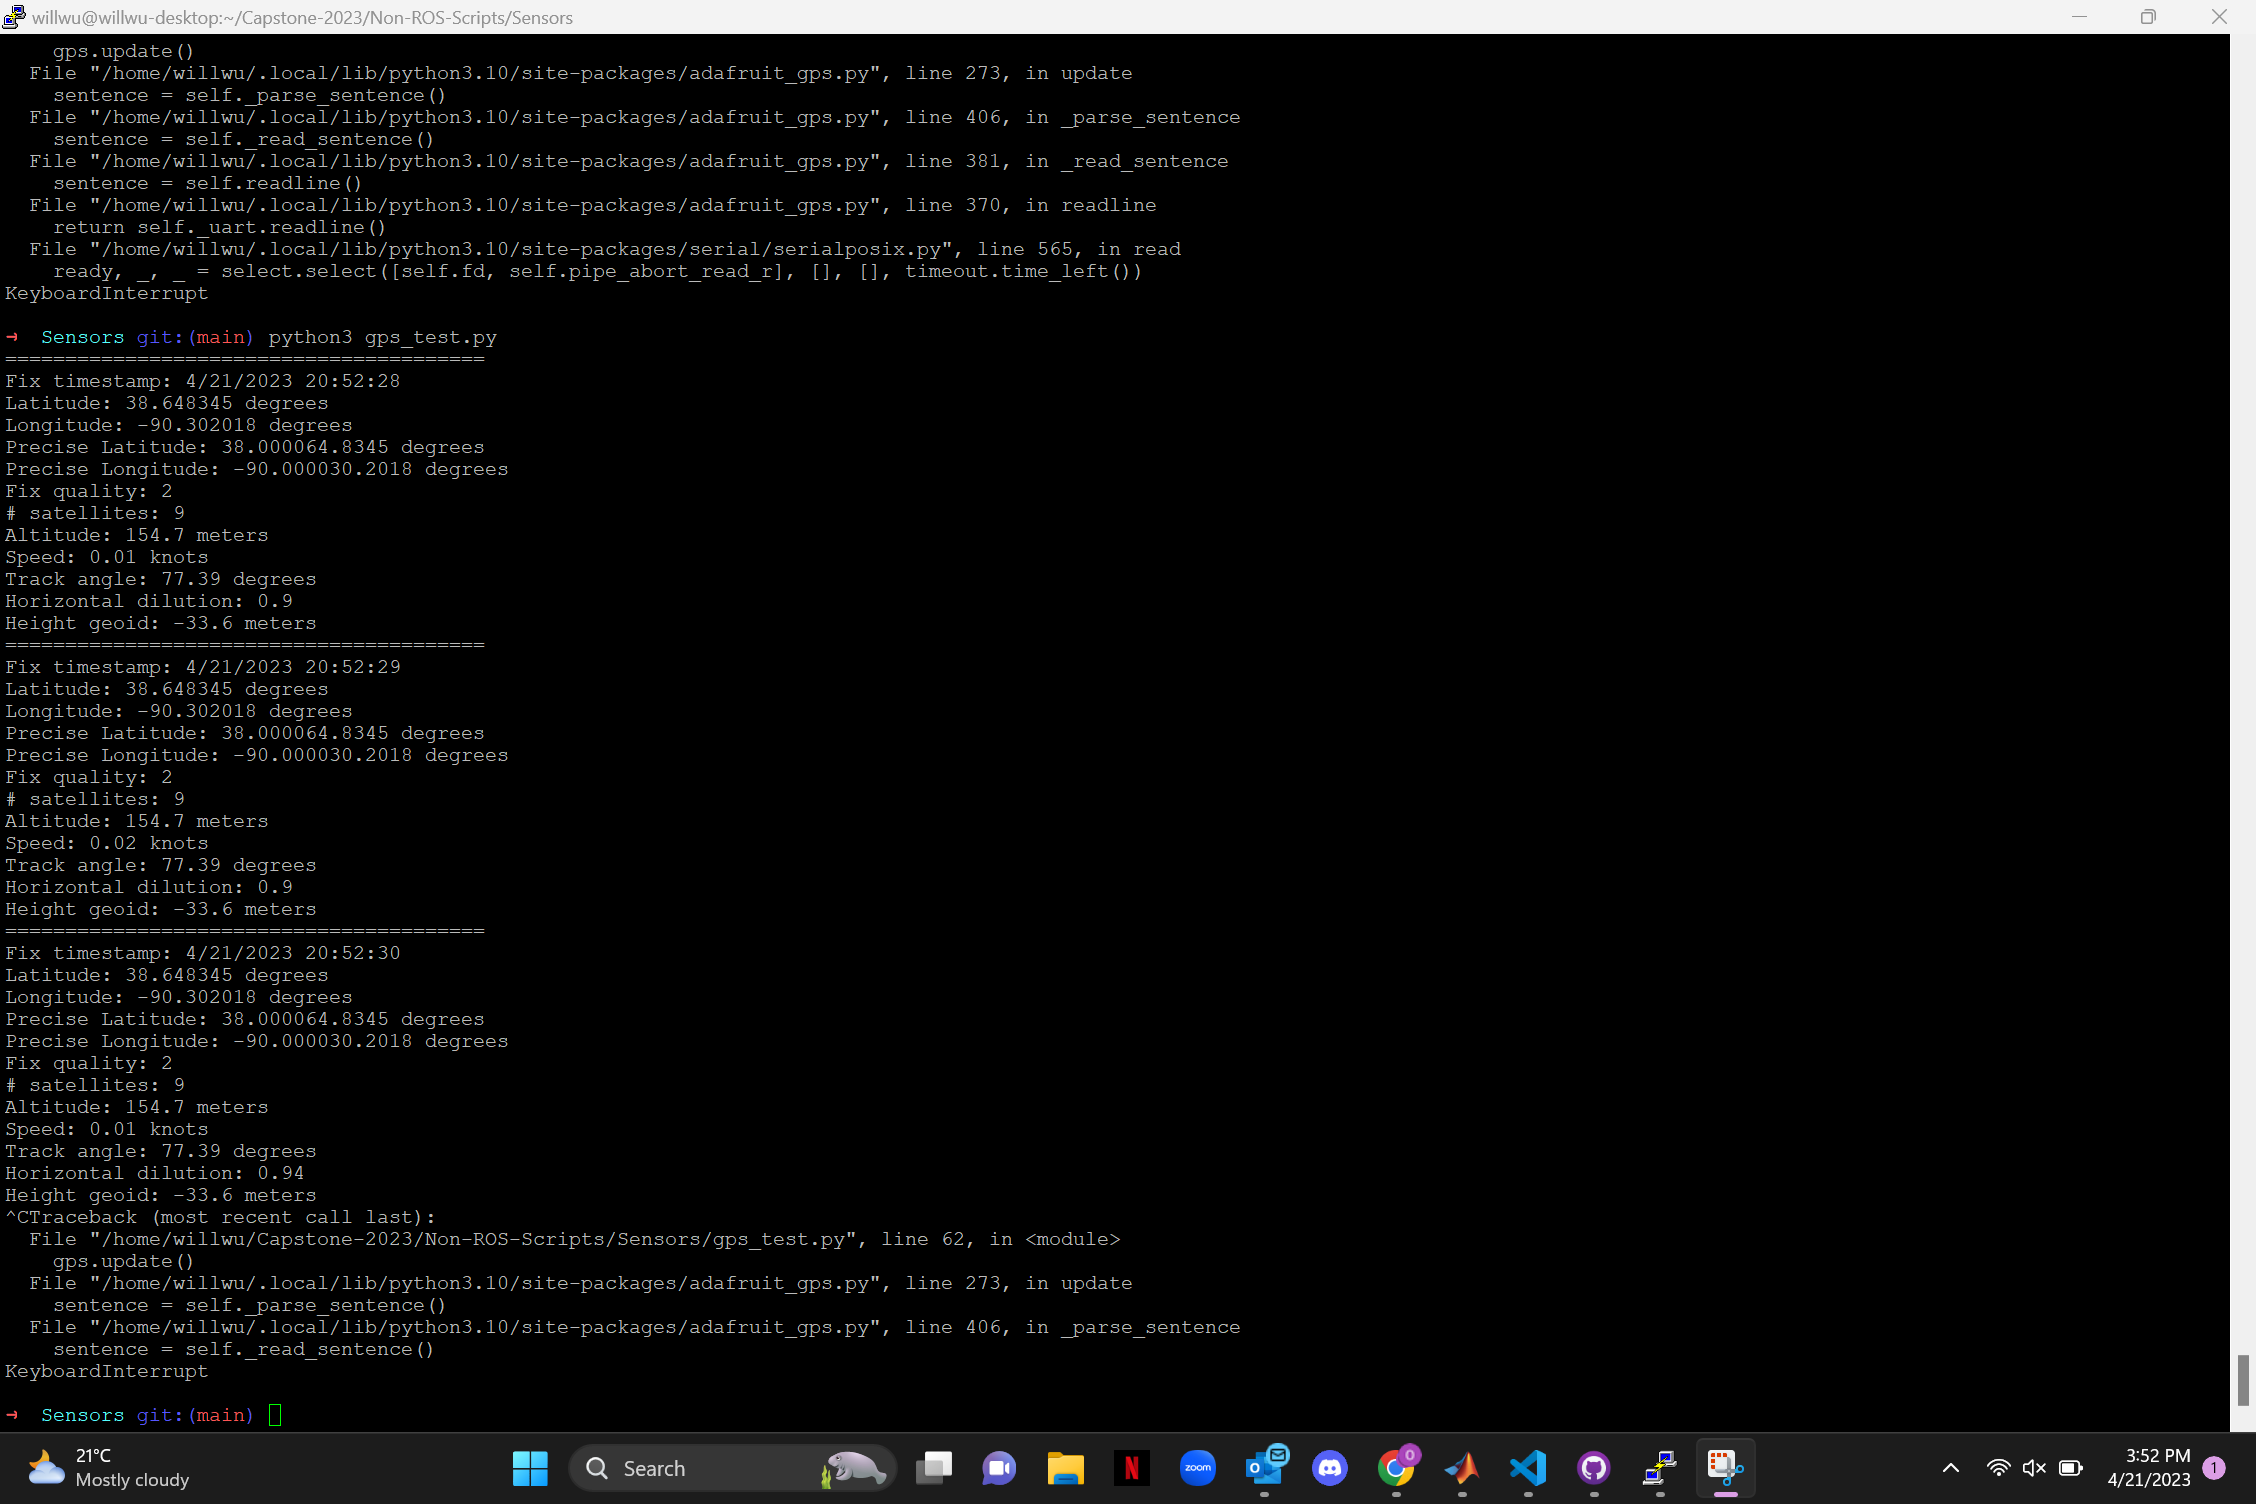 willwu@willwu-desktop:~/Capstone-2023/Non-ROS-Scripts/Sensors
    gps.update()
  File "/home/willwu/.local/lib/python3.10/site-packages/adafruit_gps.py", line 273, in update
    sentence = self._parse_sentence()
  File "/home/willwu/.local/lib/python3.10/site-packages/adafruit_gps.py", line 406, in _parse_sentence
    sentence = self._read_sentence()
  File "/home/willwu/.local/lib/python3.10/site-packages/adafruit_gps.py", line 381, in _read_sentence
    sentence = self.readline()
  File "/home/willwu/.local/lib/python3.10/site-packages/adafruit_gps.py", line 370, in readline
    return self._uart.readline()
  File "/home/willwu/.local/lib/python3.10/site-packages/serial/serialposix.py", line 565, in read
    ready, _, _ = select.select([self.fd, self.pipe_abort_read_r], [], [], timeout.time_left())
KeyboardInterrupt
→  Sensors git:(main) python3 gps_test.py
========================================
Fix timestamp: 4/21/2023 20:52:28
Latitude: 38.648345 degrees
Longitude: -90.302018 degrees
Precise Latitude: 38.000064.8345 degrees
Precise Longitude: -90.000030.2018 degrees
Fix quality: 2
# satellites: 9
Altitude: 154.7 meters
Speed: 0.01 knots
Track angle: 77.39 degrees
Horizontal dilution: 0.9
Height geoid: -33.6 meters
========================================
Fix timestamp: 4/21/2023 20:52:29
Latitude: 38.648345 degrees
Longitude: -90.302018 degrees
Precise Latitude: 38.000064.8345 degrees
Precise Longitude: -90.000030.2018 degrees
Fix quality: 2
# satellites: 9
Altitude: 154.7 meters
Speed: 0.02 knots
Track angle: 77.39 degrees
Horizontal dilution: 0.9
Height geoid: -33.6 meters
========================================
Fix timestamp: 4/21/2023 20:52:30
Latitude: 38.648345 degrees
Longitude: -90.302018 degrees
Precise Latitude: 38.000064.8345 degrees
Precise Longitude: -90.000030.2018 degrees
Fix quality: 2
# satellites: 9
Altitude: 154.7 meters
Speed: 0.01 knots
Track angle: 77.39 degrees
Horizontal dilution: 0.94
Height geoid: -33.6 meters
^CTraceback (most recent call last):
  File "/home/willwu/Capstone-2023/Non-ROS-Scripts/Sensors/gps_test.py", line 62, in <module>
    gps.update()
  File "/home/willwu/.local/lib/python3.10/site-packages/adafruit_gps.py", line 273, in update
    sentence = self._parse_sentence()
  File "/home/willwu/.local/lib/python3.10/site-packages/adafruit_gps.py", line 406, in _parse_sentence
    sentence = self._read_sentence()
KeyboardInterrupt
→  Sensors git:(main)
21°C
Mostly cloudy
Search
N
zoom
O
0
3:52 PM
4/21/2023
1